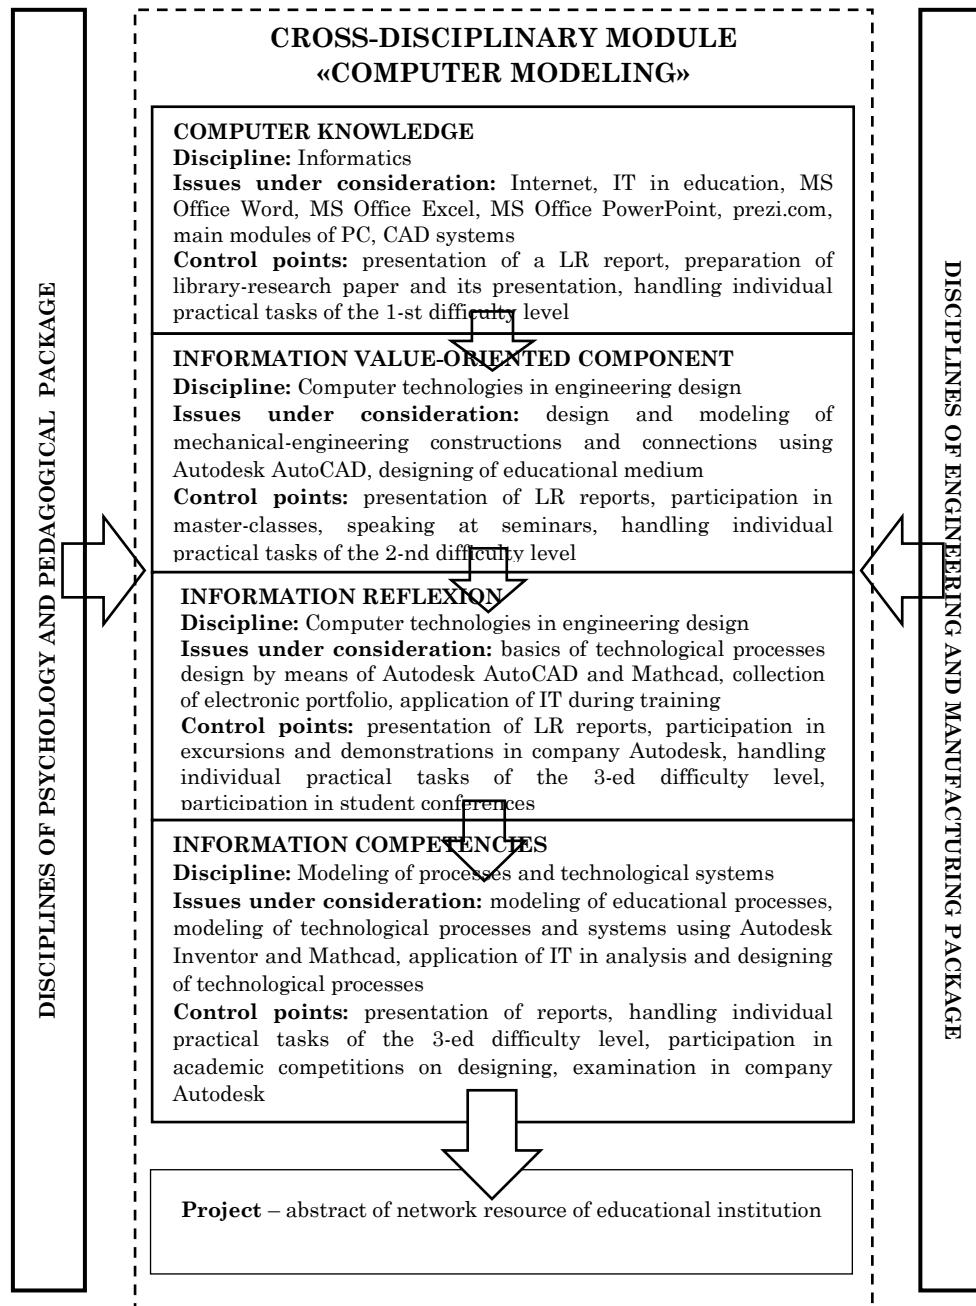 CROSS-DISCIPLINARY MODULE
«COMPUTER MODELING»
COMPUTER KNOWLEDGE
Discipline: Informatics
Issues under consideration: Internet, IT in education, MS
Office Word, MS Office Excel, MS Office PowerPoint, prezi.com,
main modules of PC, CAD systems
Control points: presentation of a LR report, preparation of
library-research paper and its presentation, handling individual
practical tasks of the 1-st difficulty level
INFORMATION VALUE-ORIENTED COMPONENT
Discipline: Computer technologies in engineering design
Issues under consideration: design and modeling of
mechanical-engineering constructions and connections using
Autodesk AutoCAD, designing of educational medium
Control points: presentation of LR reports, participation in
master-classes, speaking at seminars, handling individual
practical tasks of the 2-nd difficulty level
INFORMATION REFLEXION
Discipline: Computer technologies in engineering design
Issues under consideration: basics of technological processes
design by means of Autodesk AutoCAD and Mathcad, collection
of electronic portfolio, application of IT during training
Control points: presentation of LR reports, participation in
excursions and demonstrations in company Autodesk, handling
individual practical tasks of the 3-ed difficulty level,
participation in student conferences
INFORMATION COMPETENCIES
Discipline: Modeling of processes and technological systems
Issues under consideration: modeling of educational processes,
modeling of technological processes and systems using Autodesk
Inventor and Mathcad, application of IT in analysis and designing
of technological processes
Control points: presentation of reports, handling individual
practical tasks of the 3-ed difficulty level, participation in
academic competitions on designing, examination in company
Autodesk
Project – abstract of network resource of educational institution
DISCIPLINES OF PSYCHOLOGY AND PEDAGOGICAL PACKAGE
DISCIPLINES OF ENGINEERING AND MANUFACTURING PACKAGE